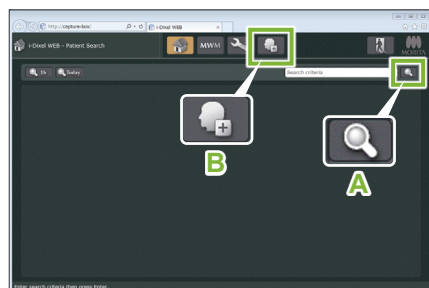 http://capture-box/
i-Dixel WEB
i-Dixel WEB - Patient Search
MWM
MORITA
1h
Today
Search criteria
B
A
Enter search criteria then press Enter.